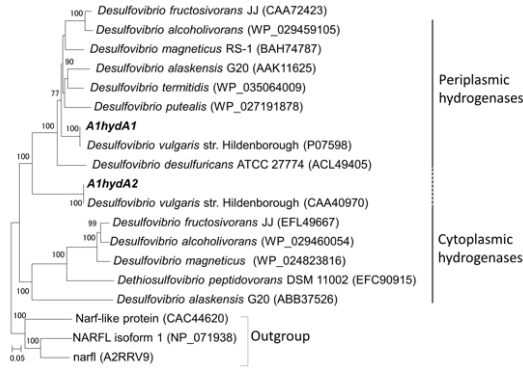 100
Desulfovibrio fructosivorans JJ (CAA72423)
Desulfovibrio alcoholivorans (WP_029459105)
Desulfovibrio magneticus RS-1 (BAH74787)
90
Desulfovibrio alaskensis G20 (AAK11625)
Desulfovibrio termitidis (WP_035064009)
77
Desulfovibrio putealis (WP_027191878)
Periplasmic
hydrogenases
100
A1hydA1
Desulfovibrio vulgaris str. Hildenborough (P07598)
100
Desulfovibrio desulfuricans ATCC 27774 (ACL49405)
A1hydA2
100
Desulfovibrio vulgaris str. Hildenborough (CAA40970)
99
Desulfovibrio fructosivorans JJ (EFL49667)
100
Desulfovibrio alcoholivorans (WP_029460054)
100
Desulfovibrio magneticus (WP_024823816)
Dethiosulfovibrio peptidovorans DSM 11002 (EFC90915)
100
Desulfovibrio alaskensis G20 (ABB37526)
Cytoplasmic
hydrogenases
100
Narf-like protein (CAC44620)
NARFL isoform 1 (NP_071938)
100
narfl (A2RRV9)
Outgroup
0.05